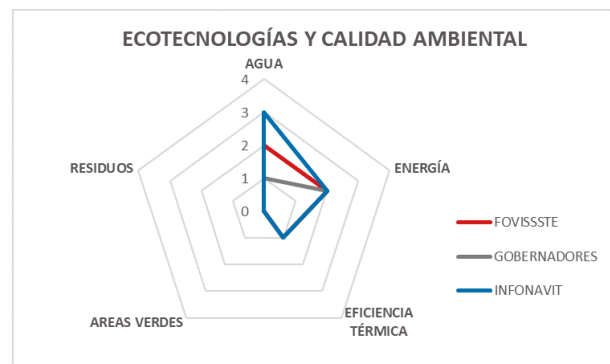 ECOTECNOLOGÍAS Y CALIDAD AMBIENTAL
AGUA
4
3
2
1
0
RESIDUOS
ENERGÍA
AREAS VERDES
EFICIENCIA
TÉRMICA
FOVISSSTE
GOBERNADORES
INFONAVIT